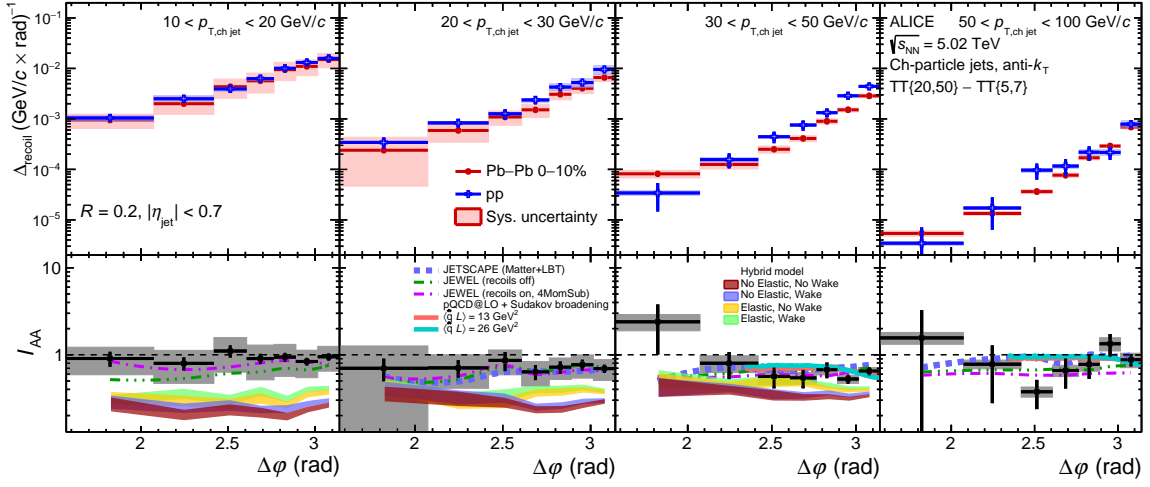 10 < p_T,ch jet < 20 GeV/c
20 < p_T,ch jet < 30 GeV/c
30 < p_T,ch jet < 50 GeV/c
ALICE 50 < p_T,ch jet < 100 GeV/c
√s_NN = 5.02 TeV
Ch-particle jets, anti-k_T
TT{20,50} − TT{5,7}
Δ_recoil (GeV/c × rad)⁻¹
10⁻¹
10⁻²
10⁻³
10⁻⁴
10⁻⁵
R = 0.2, |η_jet| < 0.7
Pb−Pb 0−10%
pp
Sys. uncertainty
I_AA
10
1
JETSCAPE (Matter+LBT)
JEWEL (recoils off)
JEWEL (recoils on, 4MomSub)
pQCD@LO + Sudakov broadening
⟨q̂ L⟩ = 13 GeV²
⟨q̂ L⟩ = 26 GeV²
Hybrid model
No Elastic, No Wake
No Elastic, Wake
Elastic, No Wake
Elastic, Wake
2 2.5 3
2 2.5 3
2 2.5 3
2 2.5 3
Δφ (rad)
Δφ (rad)
Δφ (rad)
Δφ (rad)